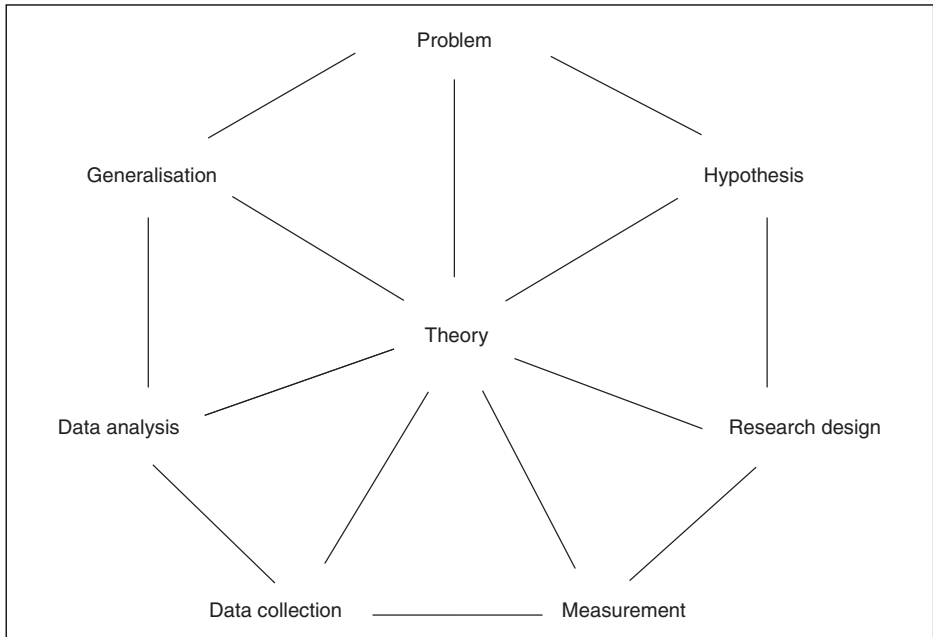 Problem
Generalisation
Hypothesis
Theory
Data analysis
Research design
Data collection
Measurement